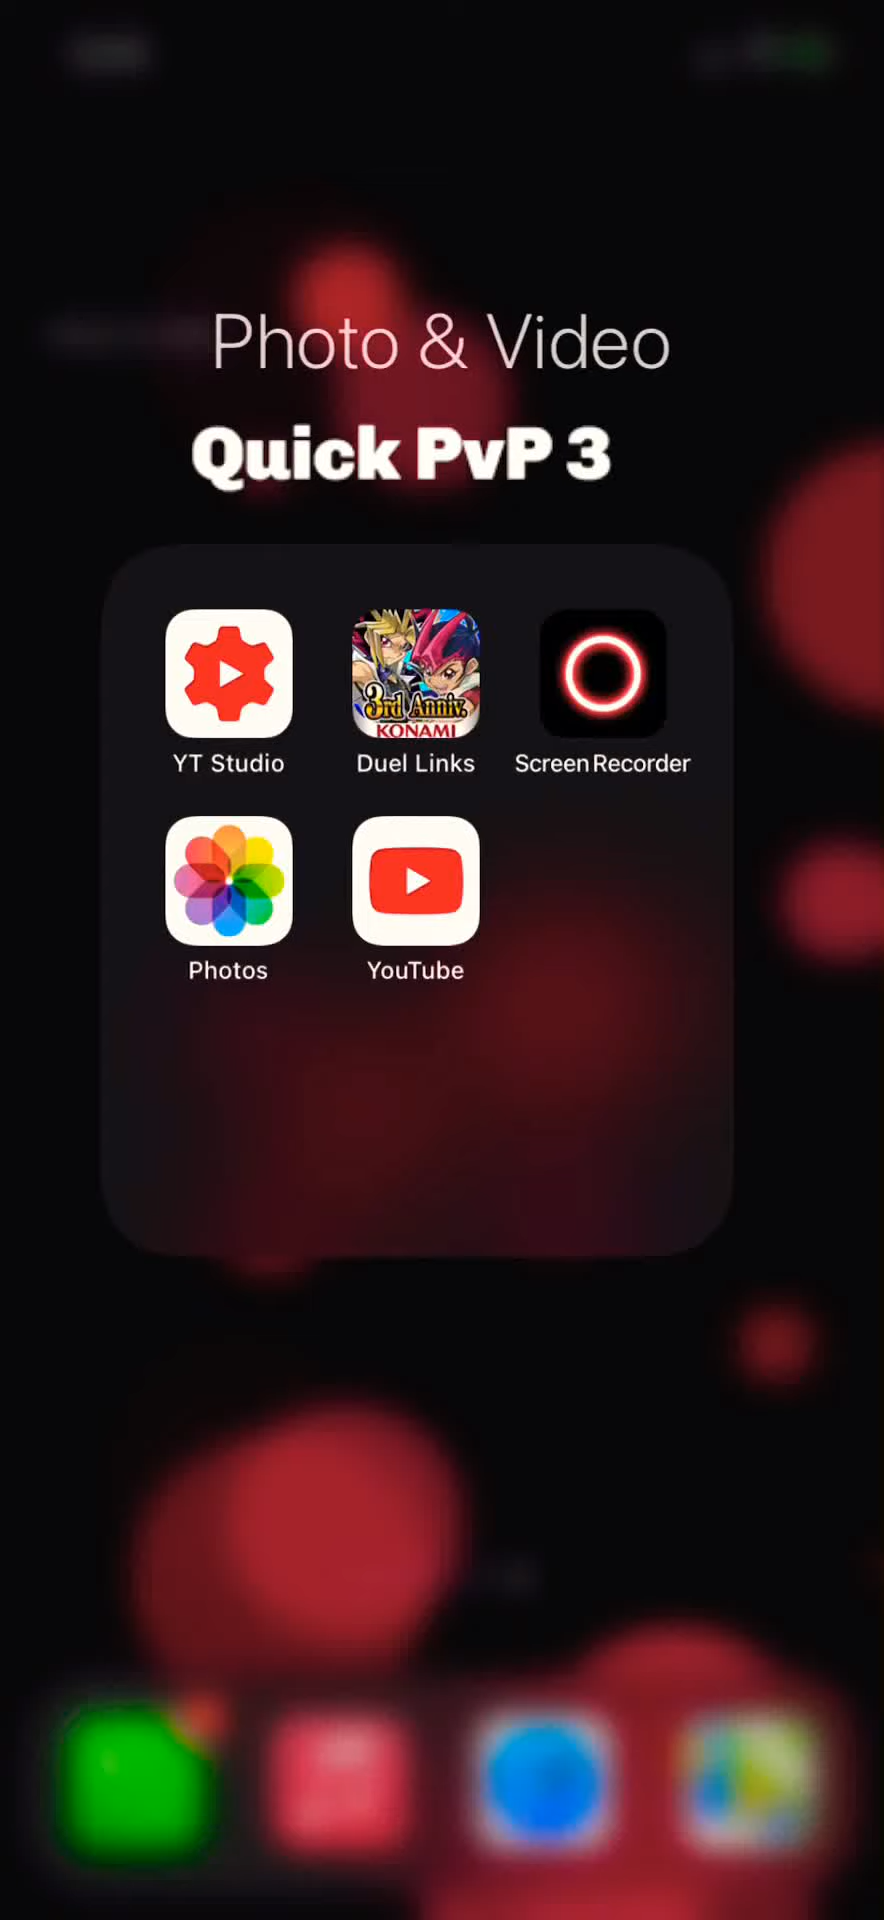 Photo & Video
Quick PvP 3
3rd Anniv.
KONAMI
YT Studio
Duel Links
Screen Recorder
Photos
YouTube